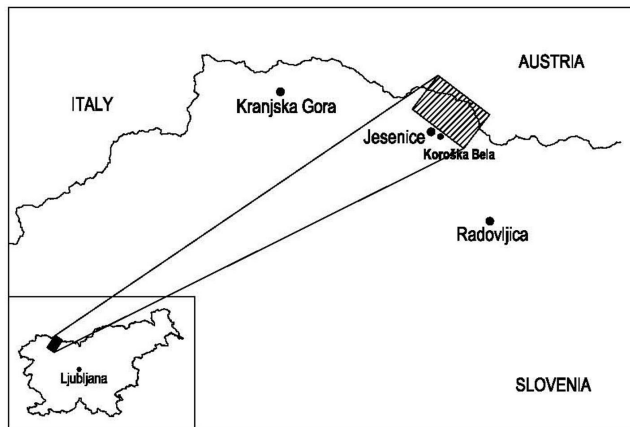 AUSTRIA
ITALY
Kranjska Gora
Jesenice
Koroška Bela
Radovljica
Ljubljana
SLOVENIA